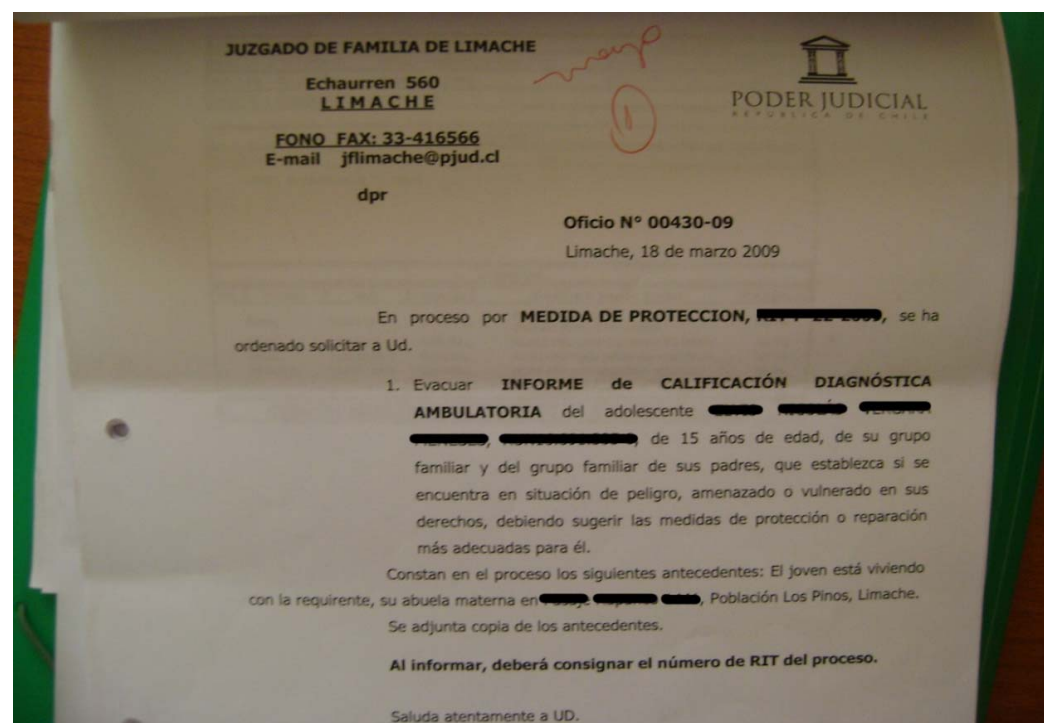 JUZGADO DE FAMILIA DE LIMACHE
Echaurren 560
LIMACHE
FONO FAX: 33-416566
E-mail jflimache@pjud.cl
dpr
mayo
1
PODER JUDICIAL
REPUBLICA DE CHILE
Oficio N° 00430-09
Limache, 18 de marzo 2009
En proceso por MEDIDA DE PROTECCION, , se ha
ordenado solicitar a Ud.
1. Evacuar INFORME de CALIFICACIÓN DIAGNÓSTICA
AMBULATORIA del adolescente
, , de 15 años de edad, de su grupo
familiar y del grupo familiar de sus padres, que establezca si se
encuentra en situación de peligro, amenazado o vulnerado en sus
derechos, debiendo sugerir las medidas de protección o reparación
más adecuadas para él.
Constan en el proceso los siguientes antecedentes: El joven está viviendo
con la requirente, su abuela materna en , Población Los Pinos, Limache.
Se adjunta copia de los antecedentes.
Al informar, deberá consignar el número de RIT del proceso.
Saluda atentamente a UD.